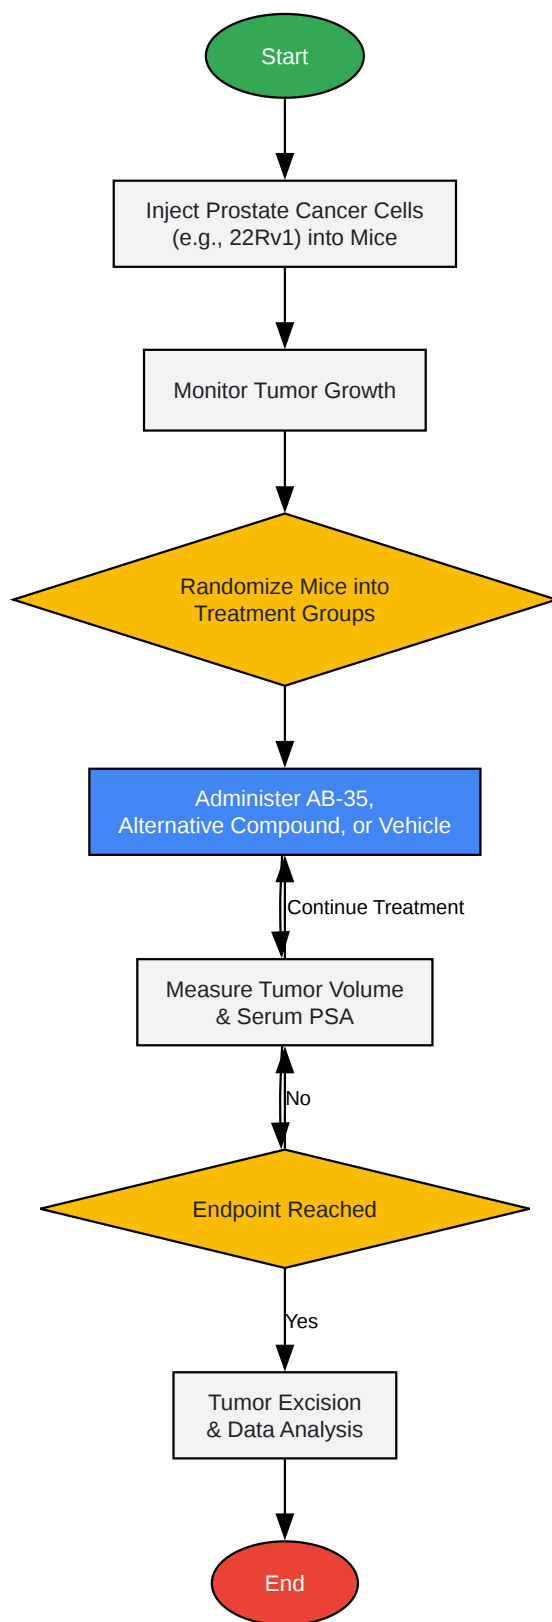 Start
Inject Prostate Cancer Cells
(e.g., 22Rv1) into Mice
Monitor Tumor Growth
Randomize Mice into
Treatment Groups
Administer AB-35,
Alternative Compound, or Vehicle
Continue Treatment
Measure Tumor Volume
& Serum PSA
No
Endpoint Reached
Yes
Tumor Excision
& Data Analysis
End